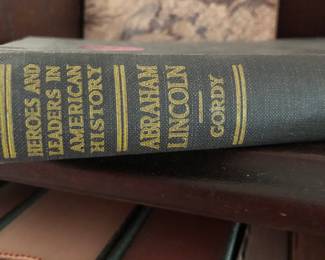 HEROES AND
LEADERS IN
AMERICAN
HISTORY
ABRAHAM
LINCOLN
GORDY